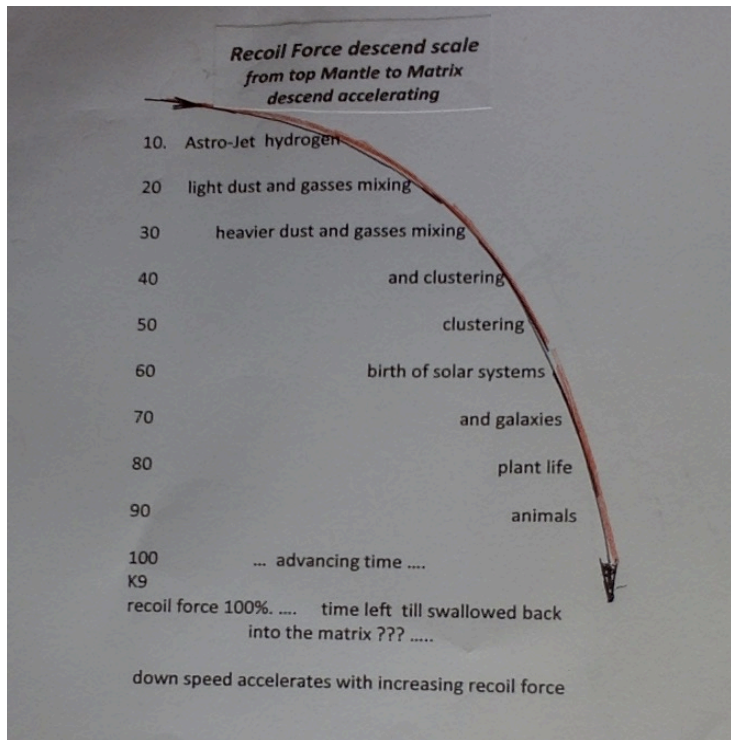 Recoil Force descend scale
from top Mantle to Matrix
descend accelerating
10. Astro-Jet hydrogen
20 light dust and gasses mixing
30 heavier dust and gasses mixing
40 and clustering
50 clustering
60 birth of solar systems
70 and galaxies
80 plant life
90 animals
100 ... advancing time ....
K9
recoil force 100%. .... time left till swallowed back
into the matrix ??? .....
down speed accelerates with increasing recoil force